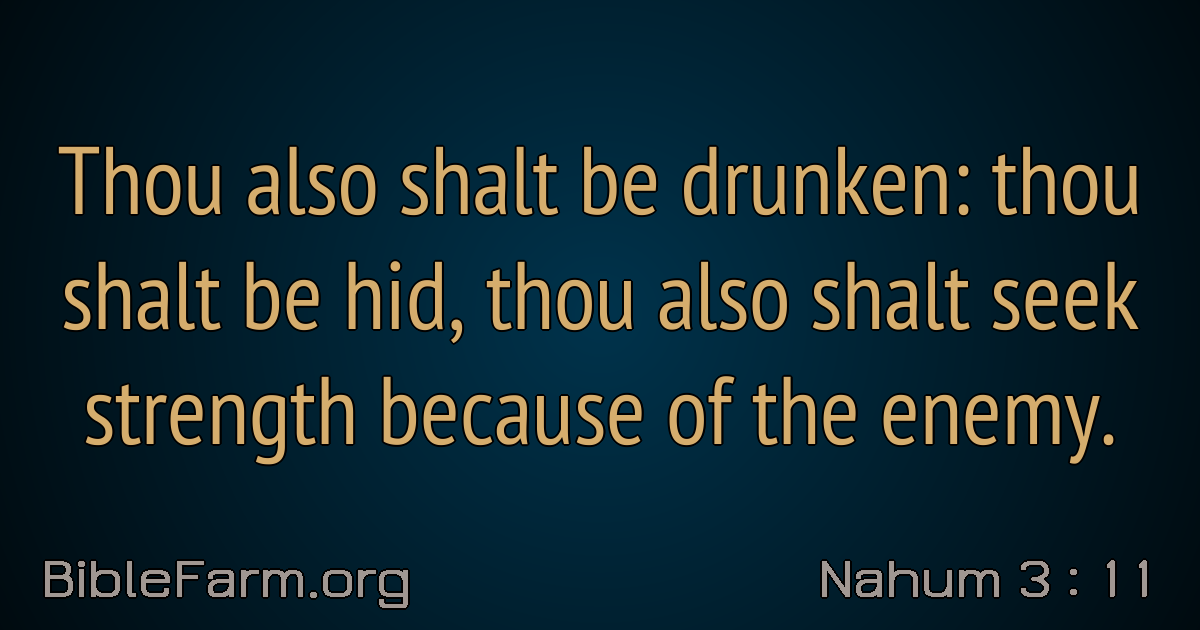 Thou also shalt be drunken: thou
shalt be hid, thou also shalt seek
strength because of the enemy.
BibleFarm.org
Nahum 3 : 11